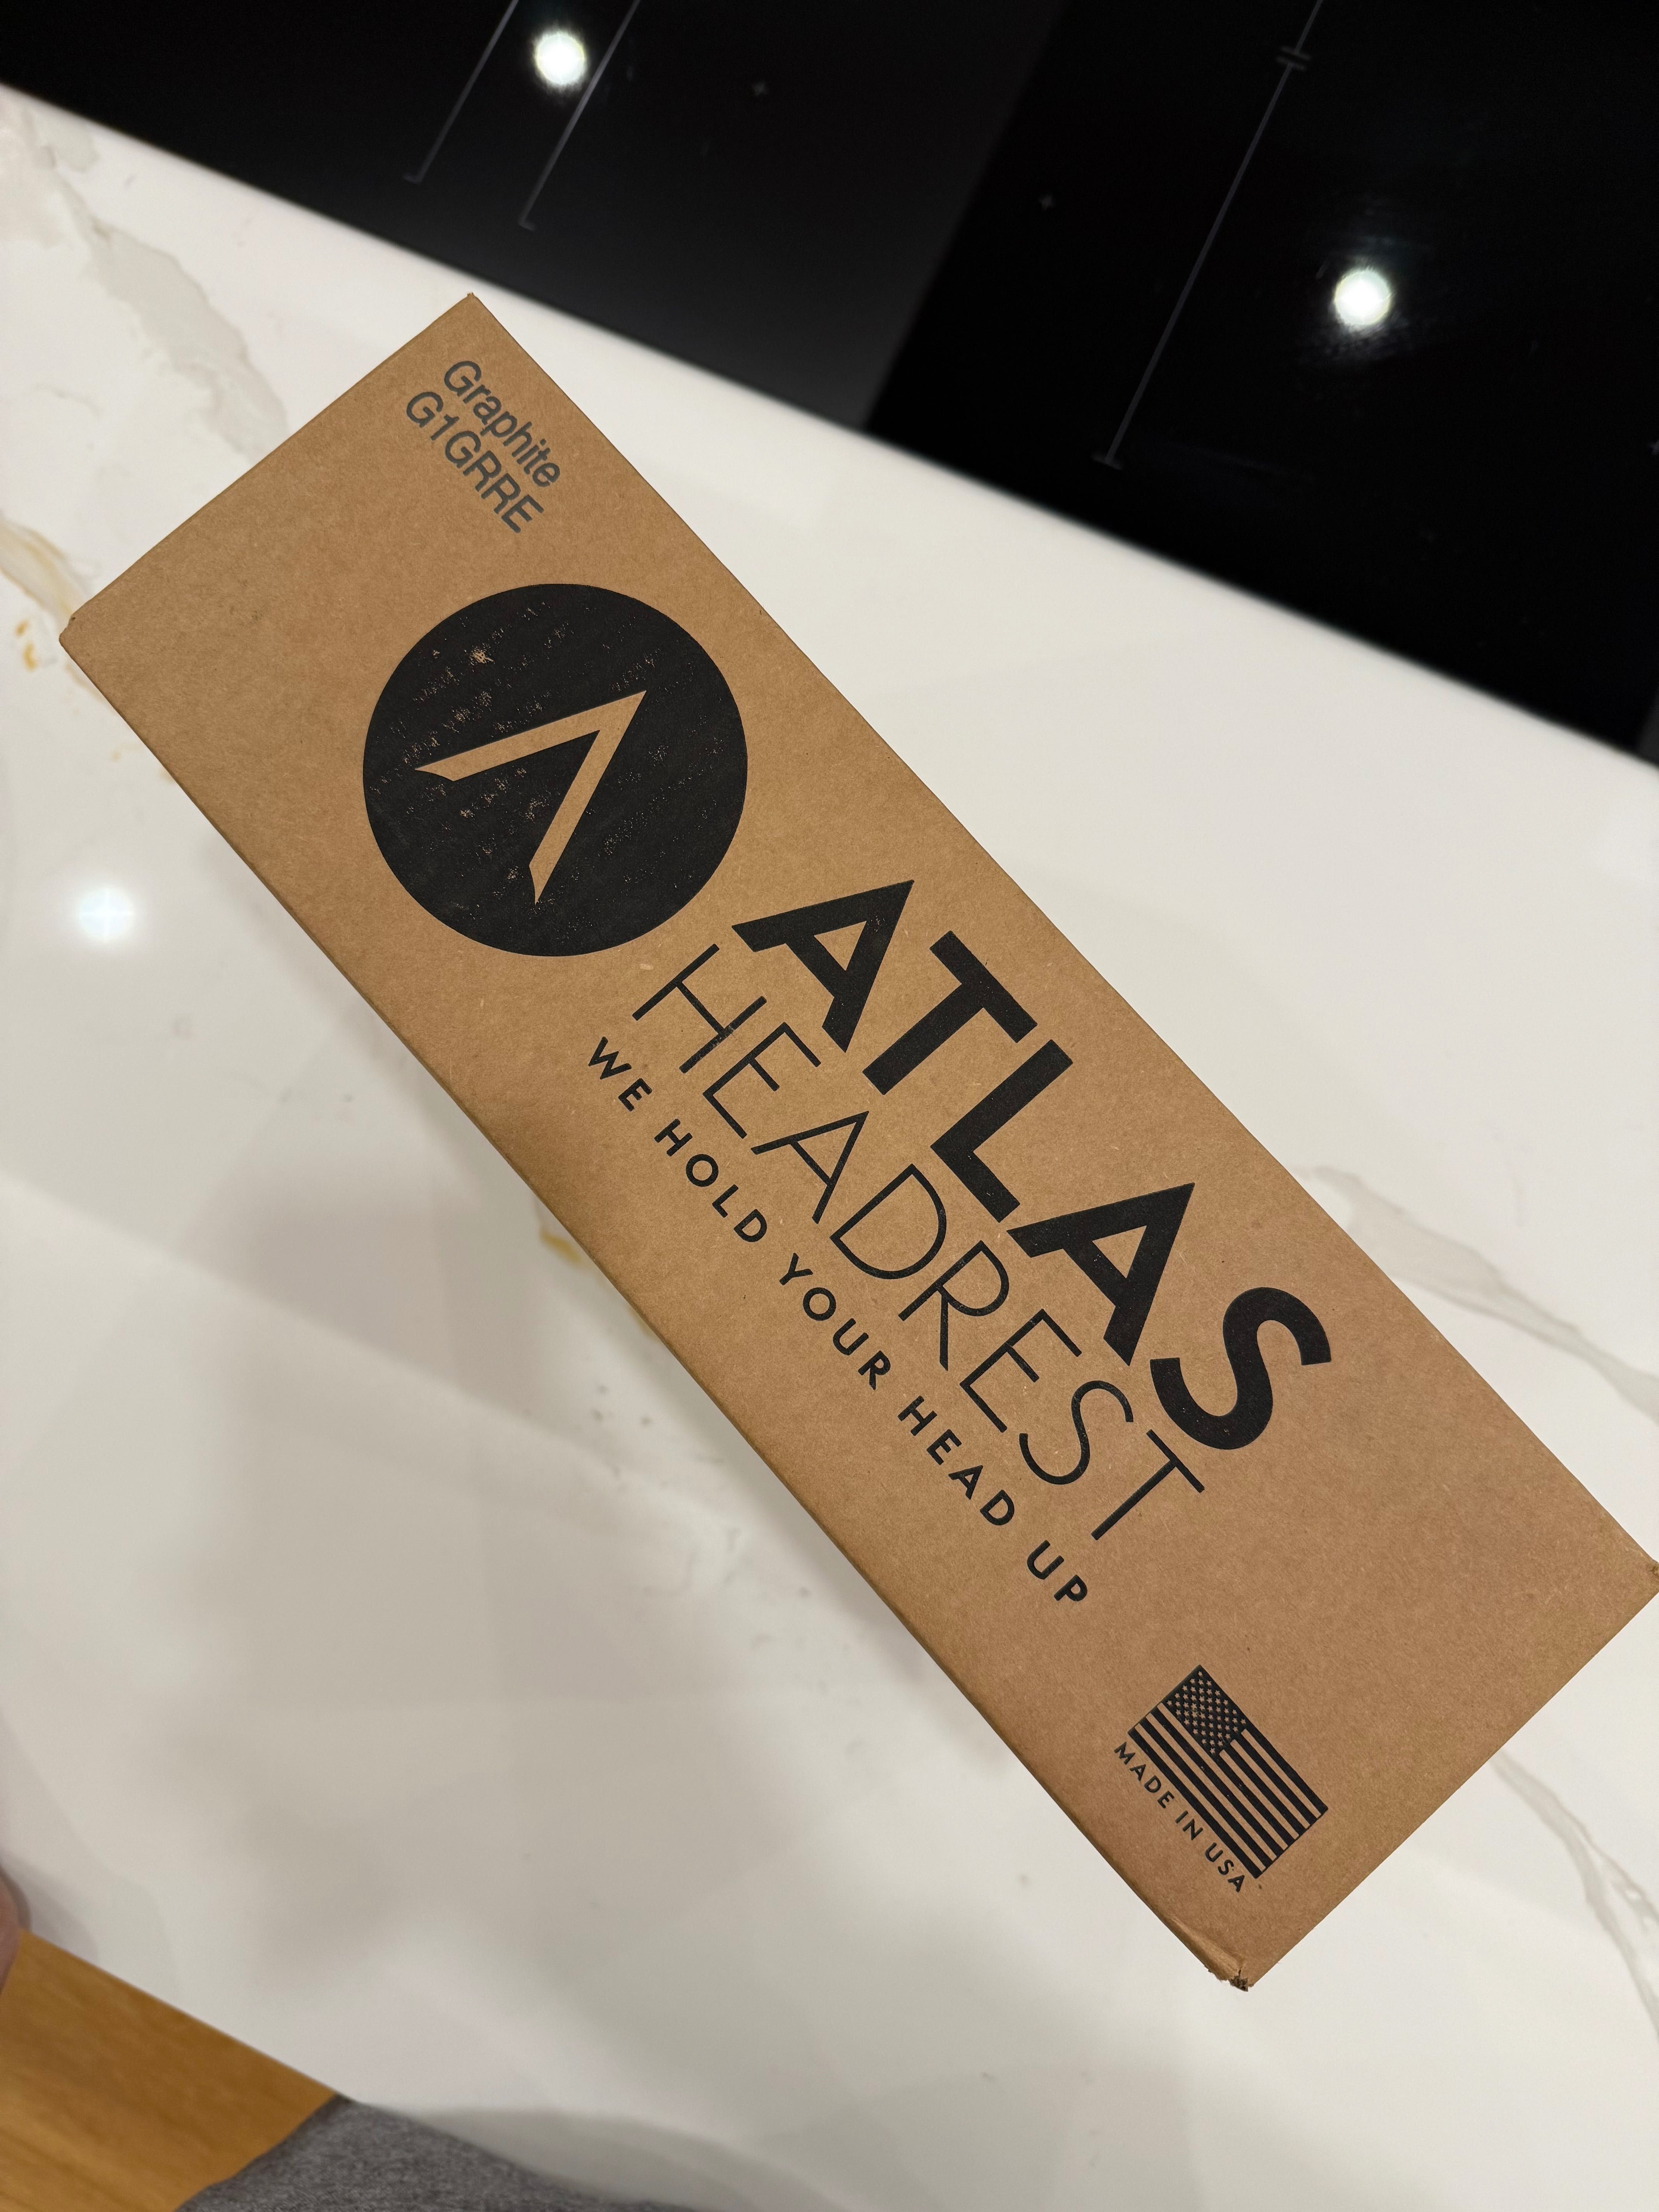 Graphite
G1GRRE
ATLAS
HEADREST
WE HOLD YOUR HEAD UP
MADE IN USA